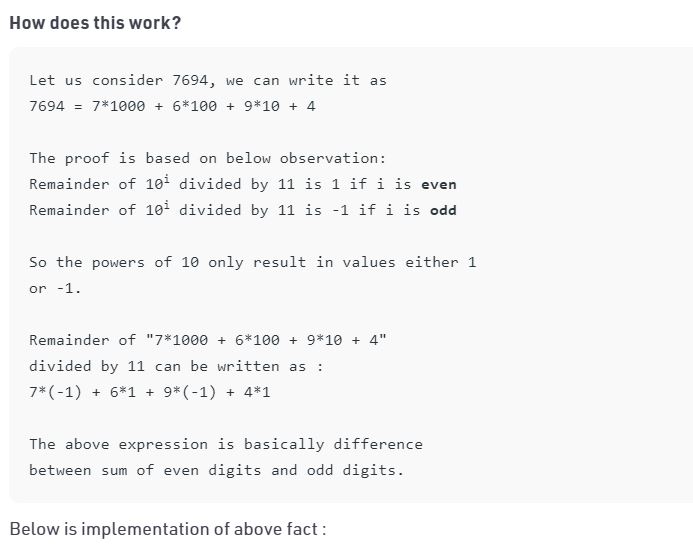 How does this work?
Let us consider 7694, we can write it as
7694 = 7*1000 + 6*100 + 9*10 + 4
The proof is based on below observation:
Remainder of 10ⁱ divided by 11 is 1 if i is even
Remainder of 10ⁱ divided by 11 is -1 if i is odd
So the powers of 10 only result in values either 1
or -1.
Remainder of "7*1000 + 6*100 + 9*10 + 4"
divided by 11 can be written as :
7*(-1) + 6*1 + 9*(-1) + 4*1
The above expression is basically difference
between sum of even digits and odd digits.
Below is implementation of above fact :